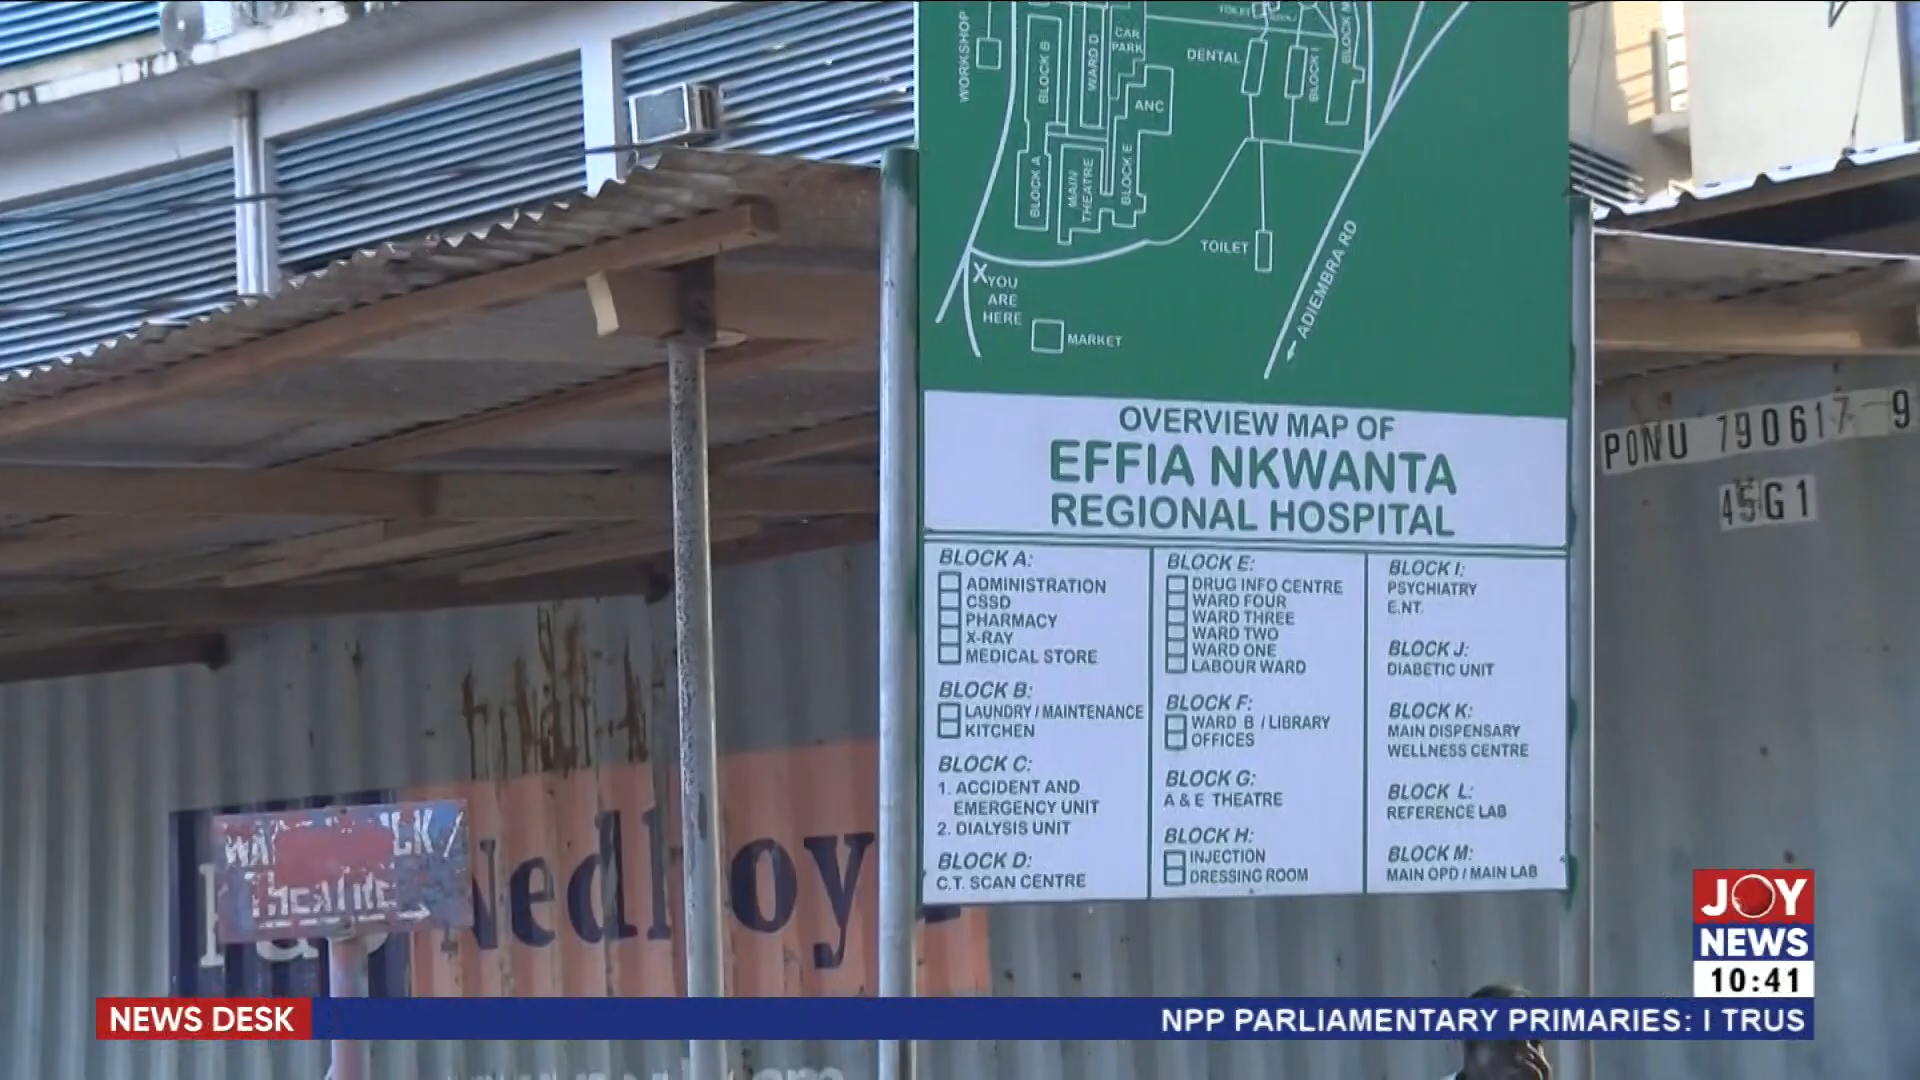 WORKSHOP
BLOCK B
WARD D
CAR
PARK
ANC
BLOCK A
MAIN
THEATRE
BLOCK E
DENTAL
TOILET
BLOCK I
TOILET
X YOU
ARE
HERE
MARKET
ADIEMBRA RD
OVERVIEW MAP OF
EFFIA NKWANTA
REGIONAL HOSPITAL
BLOCK A:
ADMINISTRATION
CSSD
PHARMACY
X-RAY
MEDICAL STORE
BLOCK B:
LAUNDRY / MAINTENANCE
KITCHEN
BLOCK C:
1. ACCIDENT AND
EMERGENCY UNIT
2. DIALYSIS UNIT
BLOCK D:
C.T. SCAN CENTRE
BLOCK E:
DRUG INFO CENTRE
WARD FOUR
WARD THREE
WARD TWO
WARD ONE
LABOUR WARD
BLOCK F:
WARD B / LIBRARY
OFFICES
BLOCK G:
A & E THEATRE
BLOCK H:
INJECTION
DRESSING ROOM
BLOCK I:
PSYCHIATRY
E.NT.
BLOCK J:
DIABETIC UNIT
BLOCK K:
MAIN DISPENSARY
WELLNESS CENTRE
BLOCK L:
REFERENCE LAB
BLOCK M:
MAIN OPD / MAIN LAB
PONU 790617 9
45G1
THEATRE
JOY
NEWS
10:41
NEWS DESK
NPP PARLIAMENTARY PRIMARIES: I TRUS